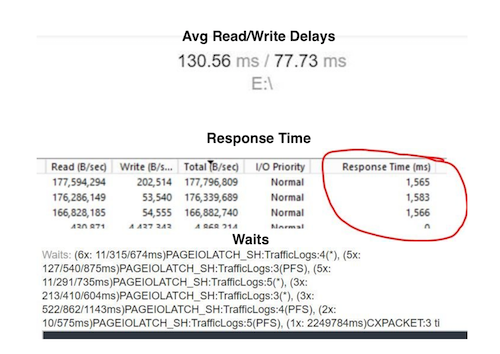 Avg Read/Write Delays
130.56 ms / 77.73 ms
E:\
Response Time
Read (B/sec) Write (B/s... Total (B/sec) I/O Priority Response Time (ms)
177,594,294 202,514 177,796,809 Normal 1,565
176,286,149 53,540 176,339,689 Normal 1,583
166,828,185 54,555 166,882,740 Normal 1,566
430,871 4,437,343 4,868,214 Normal 0
Waits
Waits: (6x: 11/315/674ms)PAGEIOLATCH_SH:TrafficLogs:4(*), (5x:
127/540/875ms)PAGEIOLATCH_SH:TrafficLogs:3(PFS), (5x:
11/291/735ms)PAGEIOLATCH_SH:TrafficLogs:5(*), (3x:
213/410/604ms)PAGEIOLATCH_SH:TrafficLogs:3(*), (3x:
522/862/1143ms)PAGEIOLATCH_SH:TrafficLogs:4(PFS), (2x:
10/575ms)PAGEIOLATCH_SH:TrafficLogs:5(PFS), (1x: 2249784ms)CXPACKET:3 ti